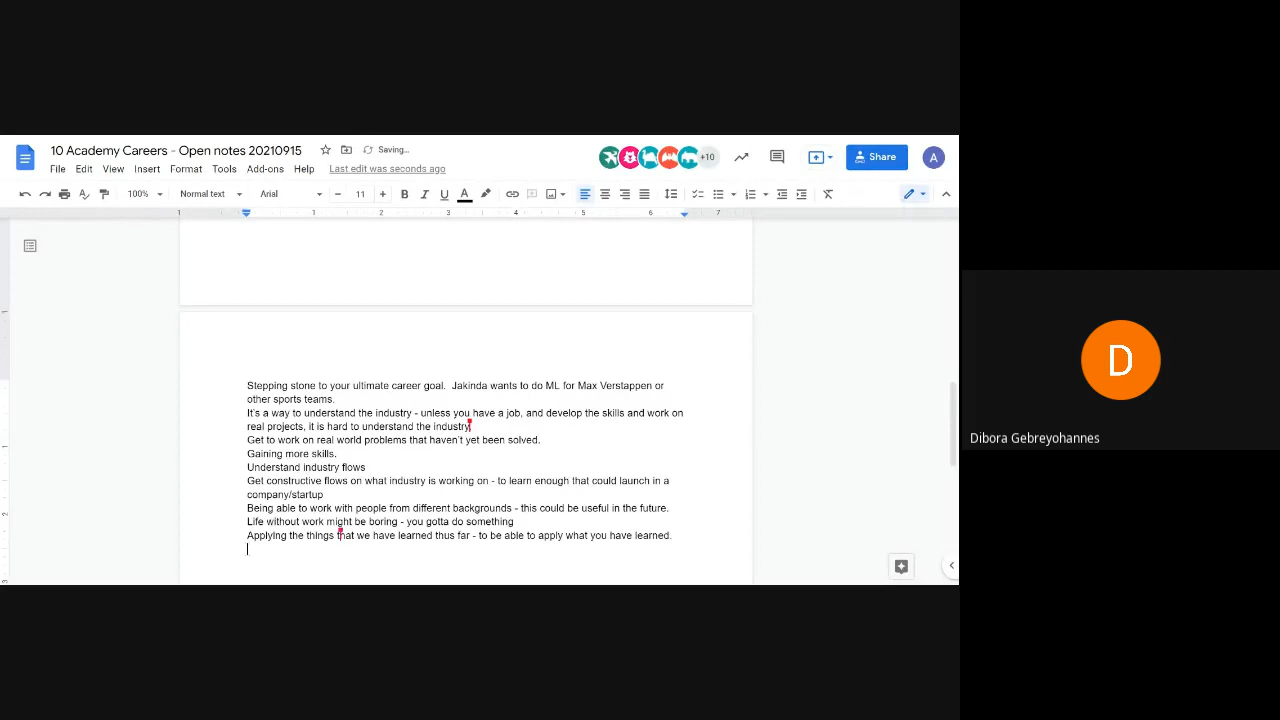 10 Academy Careers - Open notes 20210915
Saving...
File Edit View Insert Format Tools Add-ons Help Last edit was seconds ago
+10
Share
A
100% Normal text Arial 11 B I U A
1 1 2 3 4 5 6 7
Stepping stone to your ultimate career goal.  Jakinda wants to do ML for Max Verstappen or
other sports teams.
It's a way to understand the industry - unless you have a job, and develop the skills and work on
real projects, it is hard to understand the industry
Get to work on real world problems that haven't yet been solved.
Gaining more skills.
Understand industry flows
Get constructive flows on what industry is working on - to learn enough that could launch in a
company/startup
Being able to work with people from different backgrounds - this could be useful in the future.
Life without work might be boring - you gotta do something
Applying the things that we have learned thus far - to be able to apply what you have learned.
D
Dibora Gebreyohannes